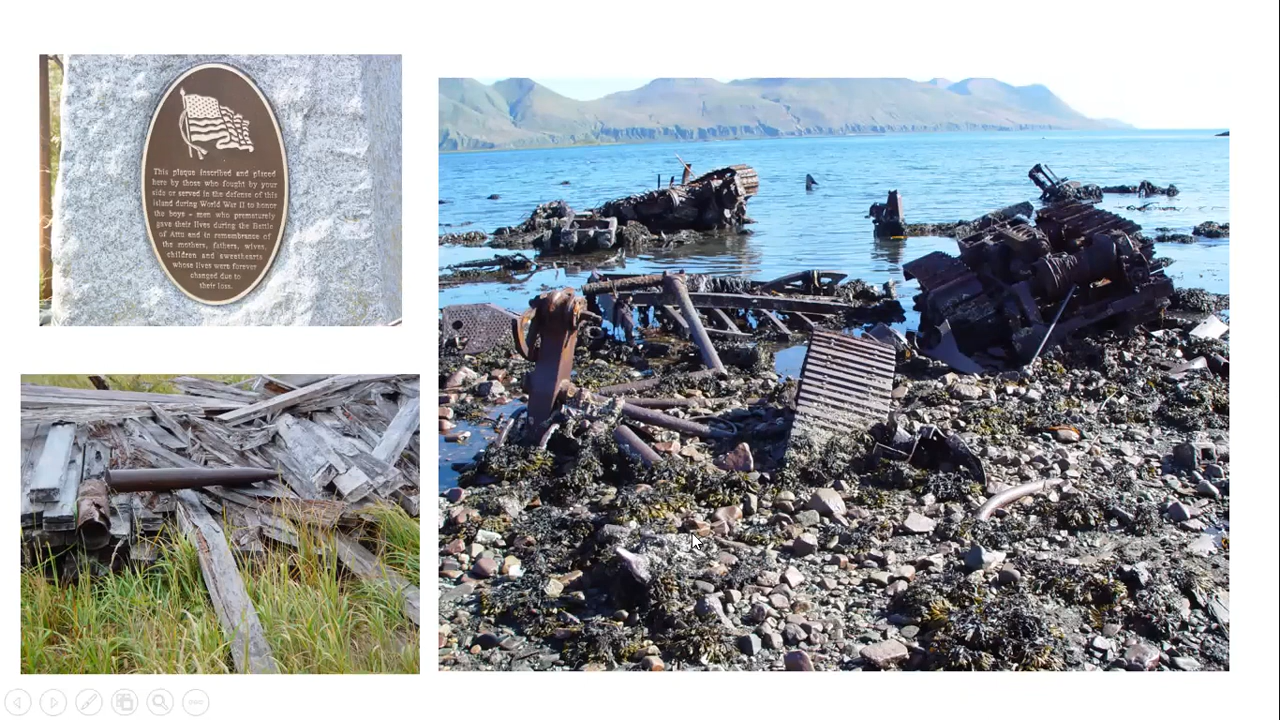 This plaque inscribed and placed
here by those who fought by your
side or served in the defense of this
island during World War II to honor
the boys - men who prematurely
gave their lives during the Battle
of Attu and in remembrance of
the mothers, fathers, wives,
children and sweethearts
whose lives were forever
changed due to
their loss.